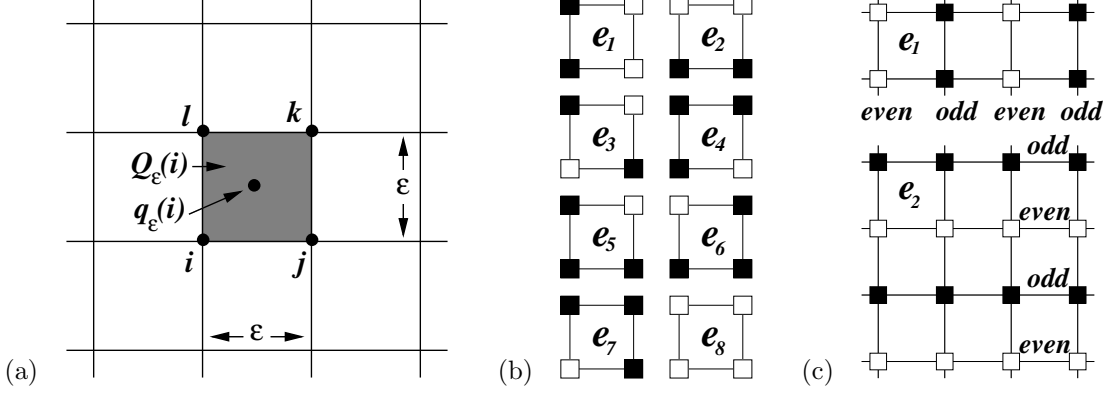 l k
Q_ε(i)
q_ε(i)
ε
i j
ε
(a)
e_1 e_2
e_3 e_4
e_5 e_6
e_7 e_8
(b)
e_1
even odd even odd
odd
e_2
even
odd
even
(c)